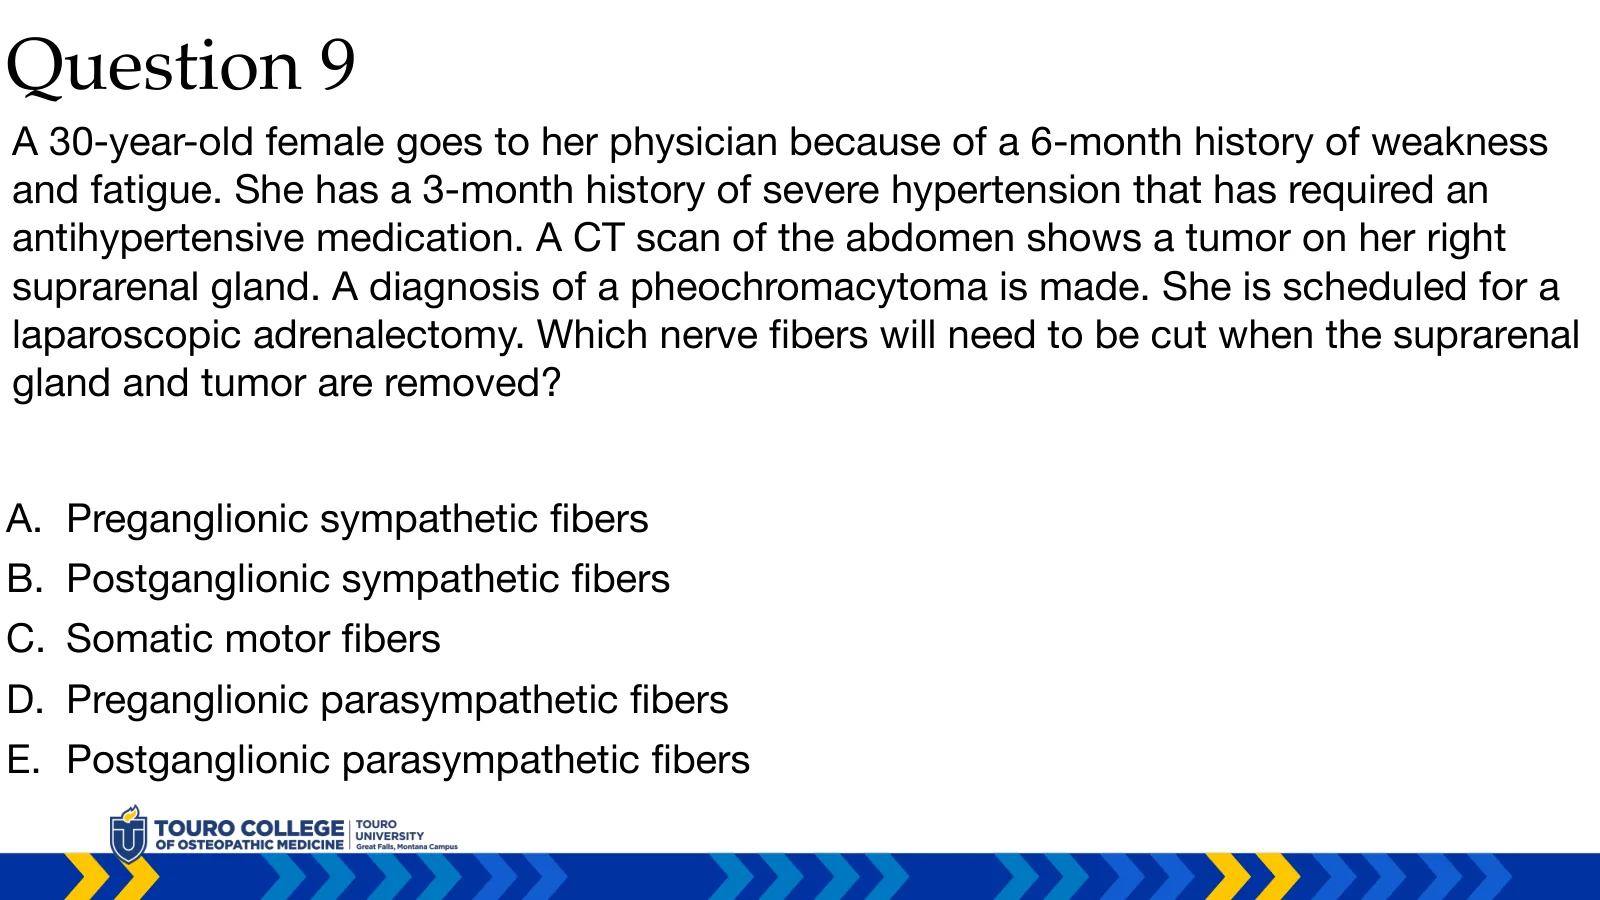 Question 9
A 30-year-old female goes to her physician because of a 6-month history of weakness
and fatigue. She has a 3-month history of severe hypertension that has required an
antihypertensive medication. A CT scan of the abdomen shows a tumor on her right
suprarenal gland. A diagnosis of a pheochromacytoma is made. She is scheduled for a
laparoscopic adrenalectomy. Which nerve fibers will need to be cut when the suprarenal
gland and tumor are removed?
A. Preganglionic sympathetic fibers
B. Postganglionic sympathetic fibers
C. Somatic motor fibers
D. Preganglionic parasympathetic fibers
E. Postganglionic parasympathetic fibers
TOURO COLLEGE
OF OSTEOPATHIC MEDICINE
TOURO
UNIVERSITY
Great Falls, Montana Campus